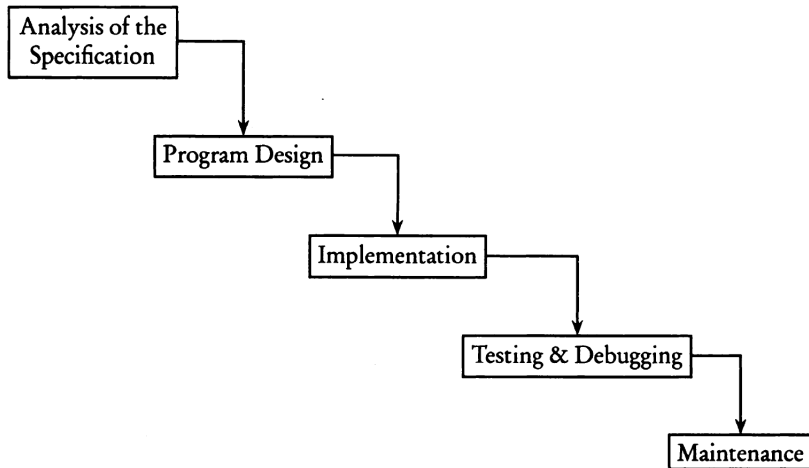 Analysis of the
Specification
Program Design
Implementation
Testing & Debugging
Maintenance